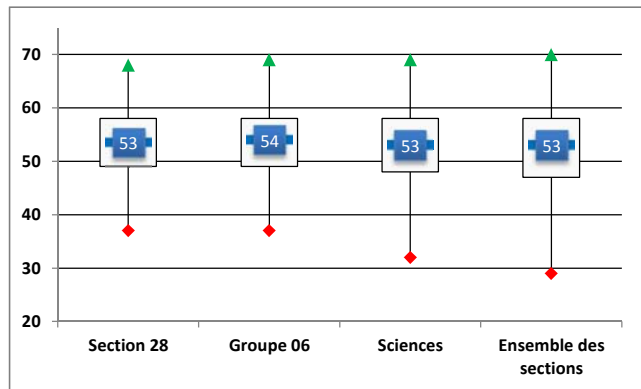 70
60
50
40
30
20
53
54
53
53
Section 28
Groupe 06
Sciences
Ensemble des
sections